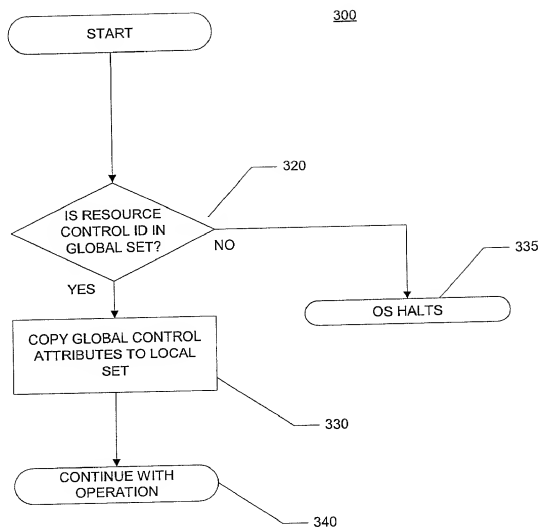 300
START
320
IS RESOURCE
CONTROL ID IN
GLOBAL SET?
NO
335
YES
OS HALTS
COPY GLOBAL CONTROL
ATTRIBUTES TO LOCAL
SET
330
CONTINUE WITH
OPERATION
340